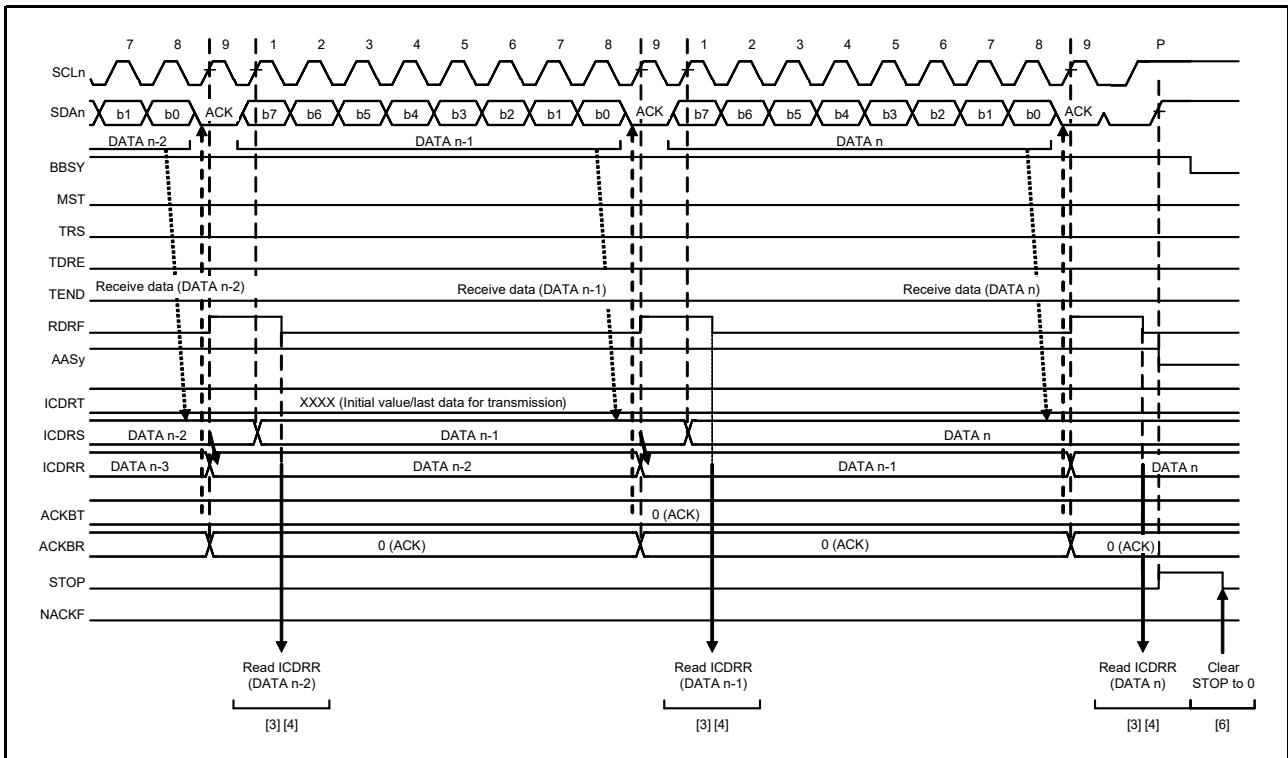 7 8 9 1 2 3 4 5 6 7 8 9 1 2 3 4 5 6 7 8 9 P
SCLn
SDAn b1 b0 ACK b7 b6 b5 b4 b3 b2 b1 b0 ACK b7 b6 b5 b4 b3 b2 b1 b0 ACK
DATA n-2 DATA n-1 DATA n
BBSY
MST
TRS
TDRE
Receive data (DATA n-2) Receive data (DATA n-1) Receive data (DATA n)
TEND
RDRF
AASy
ICDRT XXXX (Initial value/last data for transmission)
ICDRS DATA n-2 DATA n-1 DATA n
ICDRR DATA n-3 DATA n-2 DATA n-1 DATA n
ACKBT 0 (ACK)
ACKBR 0 (ACK) 0 (ACK) 0 (ACK)
STOP
NACKF
Read ICDRR Read ICDRR Read ICDRR Clear
(DATA n-2) (DATA n-1) (DATA n) STOP to 0
[3] [4] [3] [4] [3] [4] [6]